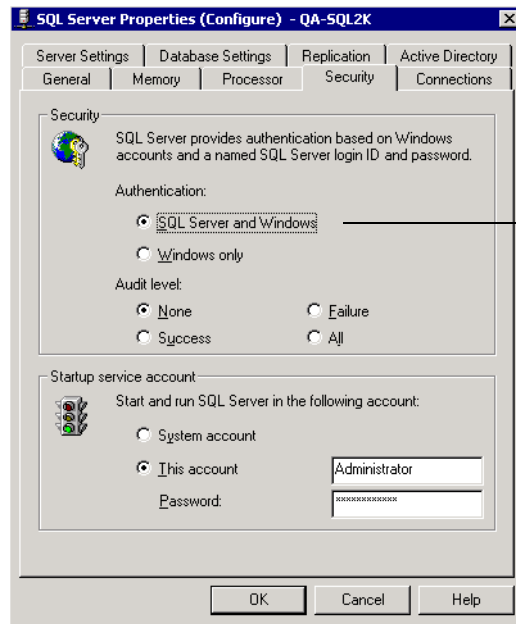 SQL Server Properties (Configure) - QA-SQL2K
Server Settings Database Settings Replication Active Directory
General Memory Processor Security Connections
Security
SQL Server provides authentication based on Windows
accounts and a named SQL Server login ID and password.
Authentication:
SQL Server and Windows
Windows only
Audit level:
None Failure
Success All
Startup service account
Start and run SQL Server in the following account:
System account
This account Administrator
Password: ************
OK Cancel Help